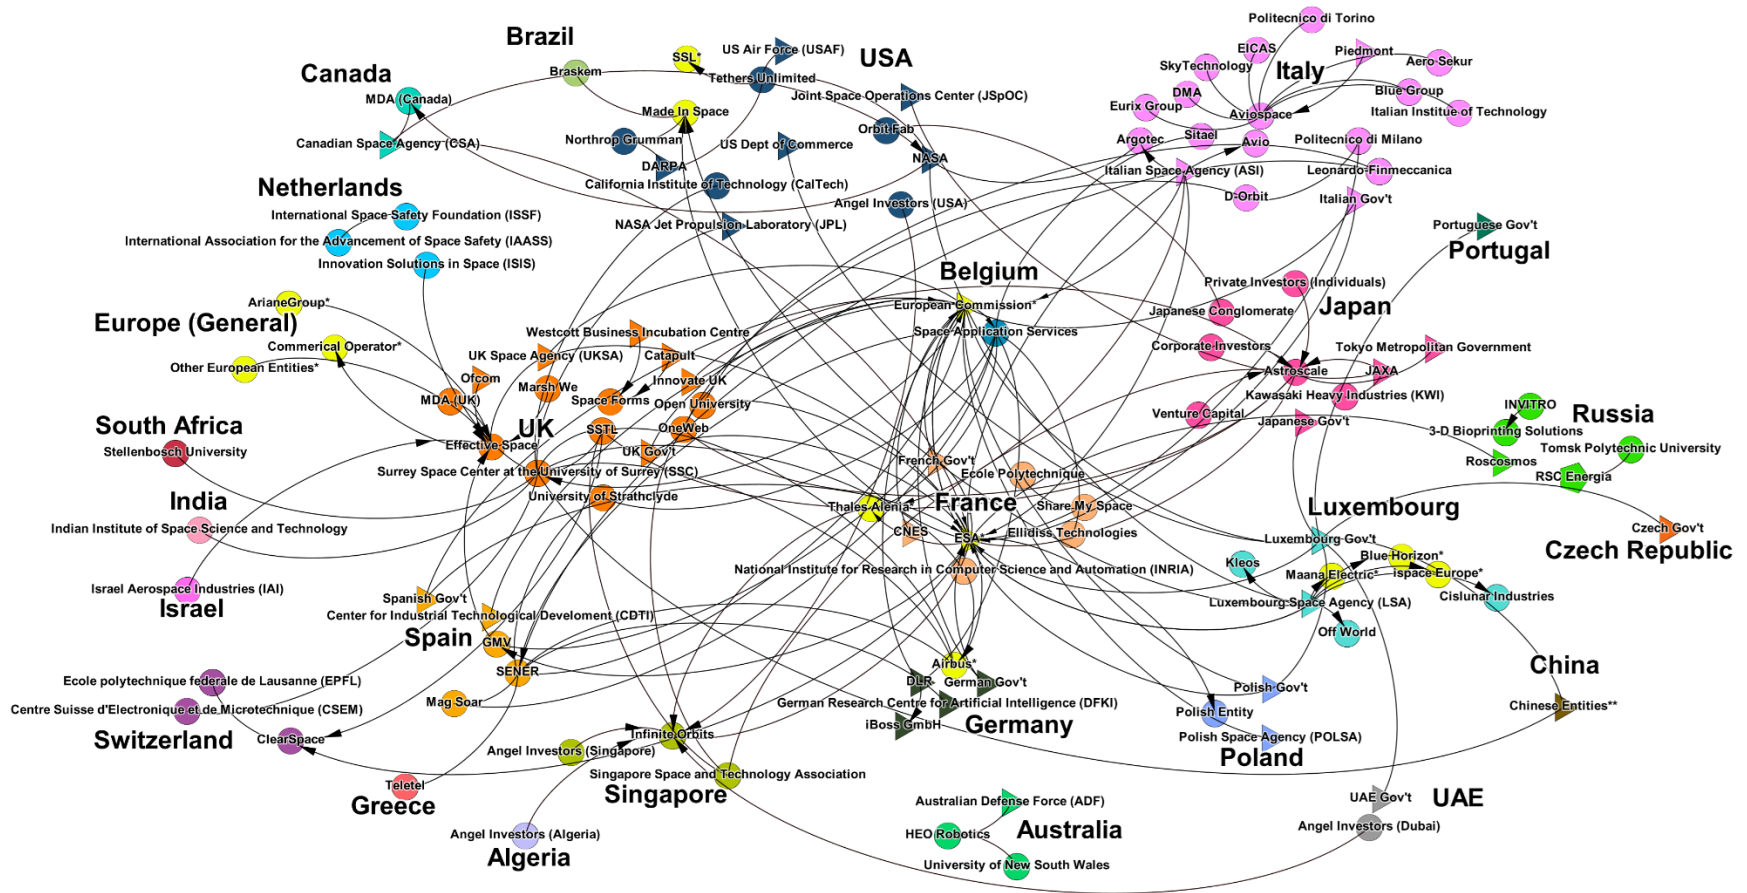 Politecnico di Torino
Brazil
US Air Force (USAF)
USA
EICAS
Piedmont
SSL*
Aero Sekur
Canada
Braskem
Tethers Unlimited
SkyTechnology
Italy
MDA (Canada)
Joint Space Operations Center (JSpOC)
DMA
Blue Group
Eurix Group
Made In Space
Aviospace
Italian Institue of Technology
Orbit Fab
Northrop Grumman
US Dept of Commerce
Argotec
Sitael
Avio
Politecnico di Milano
Canadian Space Agency (CSA)
DARPA
NASA
Italian Space Agency (ASI)
Leonardo-Finmeccanica
Netherlands
California Institute of Technology (CalTech)
D-Orbit
Italian Gov't
Angel Investors (USA)
International Space Safety Foundation (ISSF)
NASA Jet Propulsion Laboratory (JPL)
Portuguese Gov't
International Association for the Advancement of Space Safety (IAASS)
Portugal
Innovation Solutions in Space (ISIS)
Belgium
Private Investors (Individuals)
ArianeGroup*
European Commission*
Japan
Japanese Conglomerate
Europe (General)
Westcott Business Incubation Centre
Space Application Services
Commerical Operator*
UK Space Agency (UKSA)
Catapult
Corporate Investors
Tokyo Metropolitan Government
Other European Entities*
Ofcom
Marsh We
Innovate UK
Astroscale
JAXA
MDA (UK)
Space Forms
Open University
Kawasaki Heavy Industries (KWI)
INVITRO
Russia
Venture Capital
South Africa
UK
SSTL
OneWeb
Japanese Gov't
3-D Bioprinting Solutions
Stellenbosch University
Effective Space
UK Gov't
Tomsk Polytechnic University
French Gov't
Roscosmos
Surrey Space Center at the University of Surrey (SSC)
Ecole Polytechnique
RSC Energia
India
University of Strathclyde
Thales Alenia*
France
Share My Space
Luxembourg
Indian Institute of Space Science and Technology
CNES
ESA*
Ellidiss Technologies
Luxembourg Gov't
Czech Gov't
Czech Republic
Kleos
Blue Horizon*
National Institute for Research in Computer Science and Automation (INRIA)
Maana Electric*
ispace Europe*
Israel Aerospace Industries (IAI)
Israel
Spanish Gov't
Luxembourg Space Agency (LSA)
Cislunar Industries
Center for Industrial Technological Develoment (CDTI)
Off World
Spain
GMV
SENER
Airbus*
China
Ecole polytechnique federale de Lausanne (EPFL)
DLR
German Gov't
Polish Gov't
Mag Soar
German Research Centre for Artificial Intelligence (DFKI)
Chinese Entities**
Centre Suisse d'Electronique et de Microtechnique (CSEM)
Polish Entity
iBoss GmbH
Germany
Switzerland
ClearSpace
Infinite Orbits
Polish Space Agency (POLSA)
Angel Investors (Singapore)
Poland
Singapore Space and Technology Association
Teletel
Singapore
Greece
UAE Gov't
UAE
Australian Defense Force (ADF)
Angel Investors (Dubai)
Angel Investors (Algeria)
HEO Robotics
Australia
Algeria
University of New South Wales